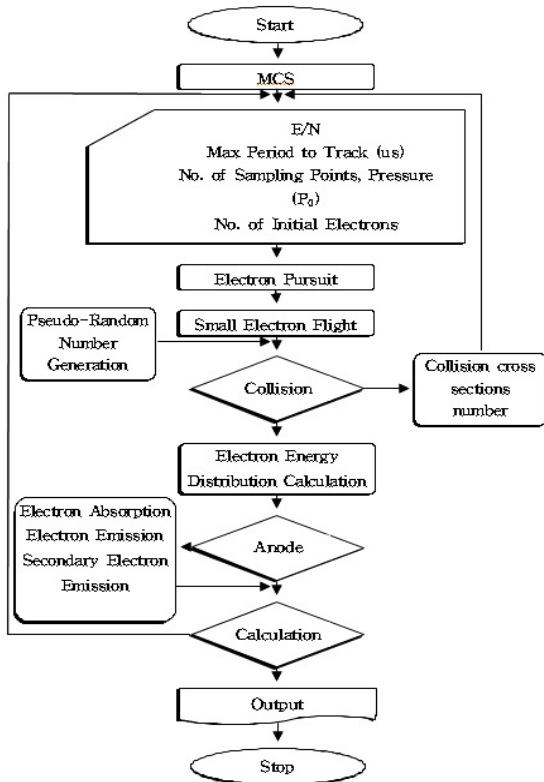 Start
MCS
E/N
Max Period to Track (us)
No. of Sampling Points, Pressure
(P₀)
No. of Initial Electrons
Electron Pursuit
Small Electron Flight
Pseudo-Random
Number
Generation
Collision
Collision cross
sections
number
Electron Energy
Distribution Calculation
Electron Absorption
Electron Emission
Secondary Electron
Emission
Anode
Calculation
Output
Stop